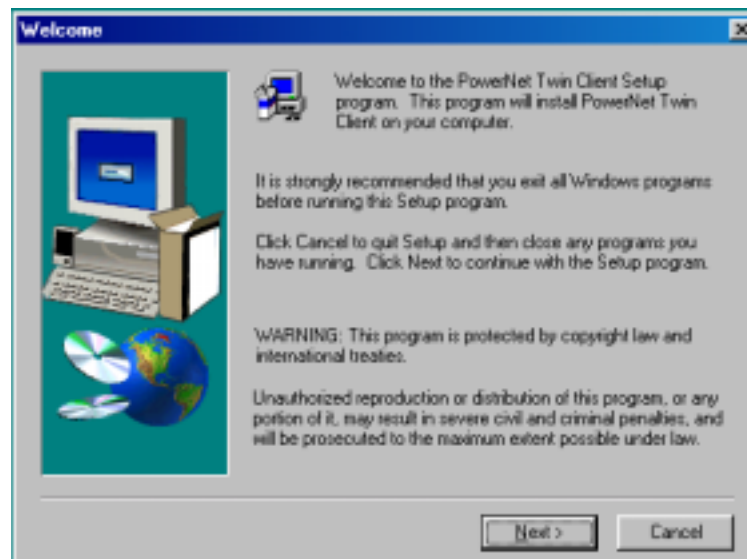 Welcome
Welcome to the PowerNet Twin Client Setup
program. This program will install PowerNet Twin
Client on your computer.
It is strongly recommended that you exit all Windows programs
before running this Setup program.
Click Cancel to quit Setup and then close any programs you
have running. Click Next to continue with the Setup program.
WARNING: This program is protected by copyright law and
international treaties.
Unauthorized reproduction or distribution of this program, or any
portion of it, may result in severe civil and criminal penalties, and
will be prosecuted to the maximum extent possible under law.
Next >
Cancel